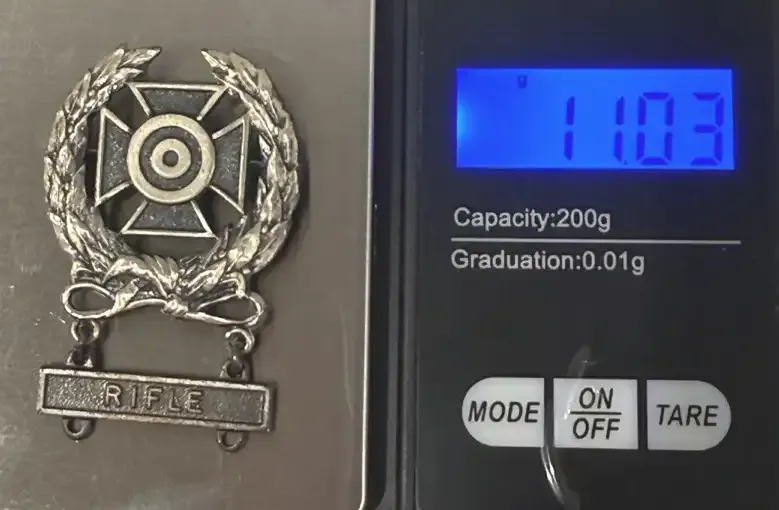 RIFLE
g
11.03
Capacity:200g
Graduation:0.01g
MODE
ON
OFF
TARE